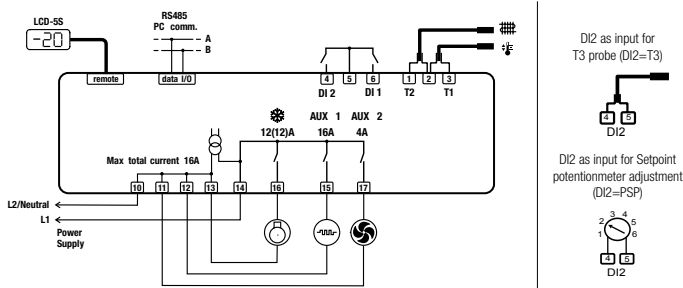 LCD-5S
-20
RS485
PC comm.
A
B
remote
data I/O
4
5
6
1
2
3
DI 2
DI 1
T2
T1
AUX 1
AUX 2
12(12)A
16A
4A
Max total current 16A
10
11
12
13
14
16
15
17
L2/Neutral
L1
Power
Supply
DI2 as input for
T3 probe (DI2=T3)
4
5
DI2
DI2 as input for Setpoint
potentionmeter adjustment
(DI2=PSP)
1
2
3
4
5
6
4
5
DI2